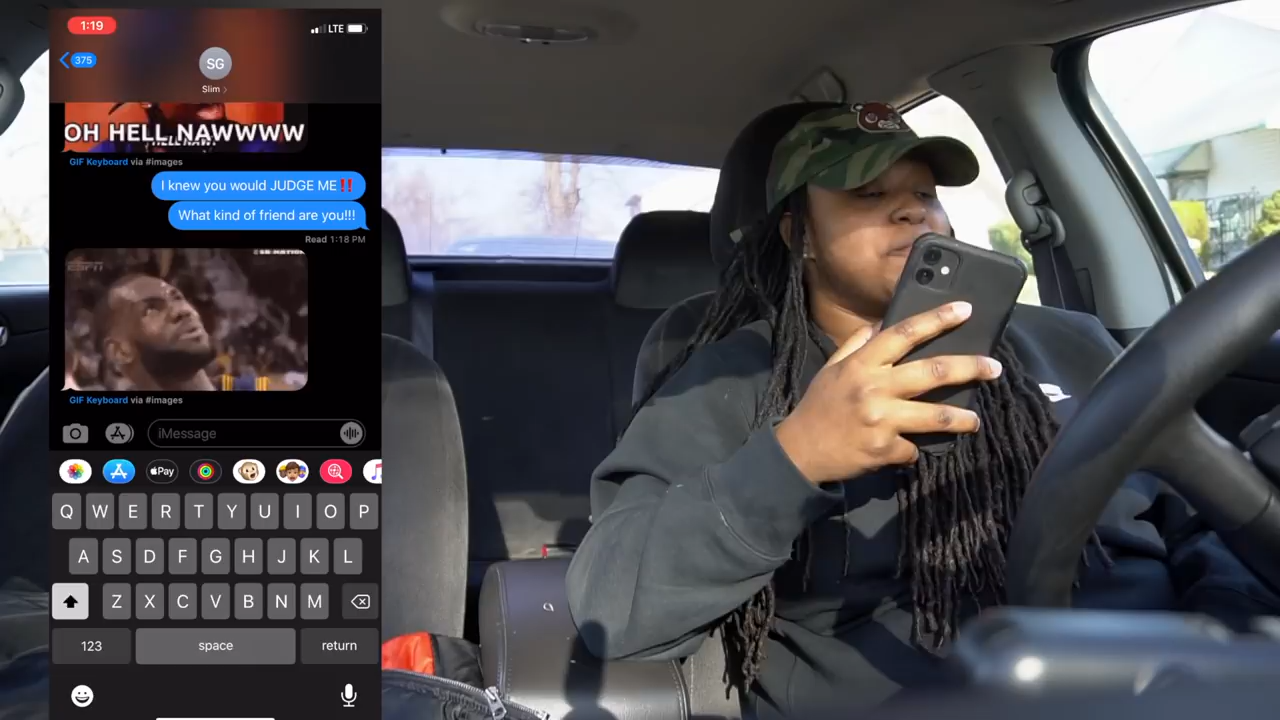 1:19
LTE
375
SG
Slim
OH HELL NAWWWW
GIF Keyboard via #images
I knew you would JUDGE ME‼️
What kind of friend are you!!!
Read 1:18 PM
ESPN
GIF Keyboard via #images
iMessage
Pay
Q W E R T Y U I O P
A S D F G H J K L
Z X C V B N M
123 space return